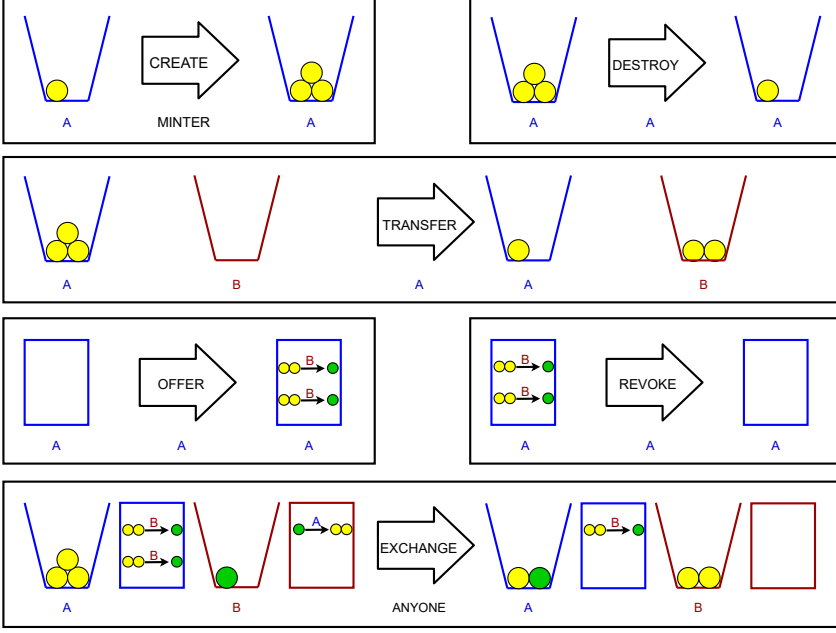 CREATE
A MINTER A
DESTROY
A A A
TRANSFER
A B A A B
OFFER
B
B
A A A
REVOKE
B
B
A A A
EXCHANGE
B A B
B
A B ANYONE A B